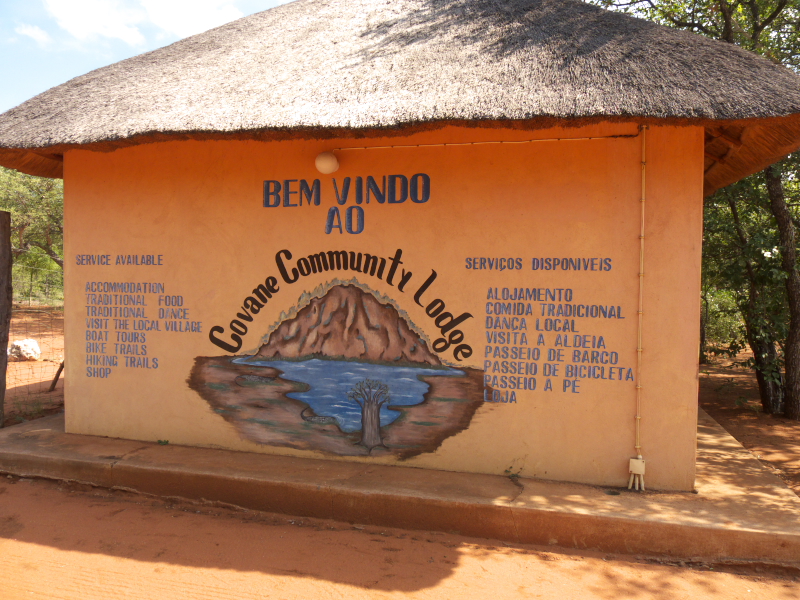 BEM VINDO
AO
Covane Community Lodge
SERVICE AVAILABLE
ACCOMMODATION
TRADITIONAL FOOD
TRADITIONAL DANCE
VISIT THE LOCAL VILLAGE
BOAT TOURS
BIKE TRAILS
HIKING TRAILS
SHOP
SERVIÇOS DISPONIVEIS
ALOJAMENTO
COMIDA TRADICIONAL
DANÇA LOCAL
VISITA A ALDEIA
PASSEIO DE BARCO
PASSEIO DE BICICLETA
PASSEIO A PÉ
LOJA